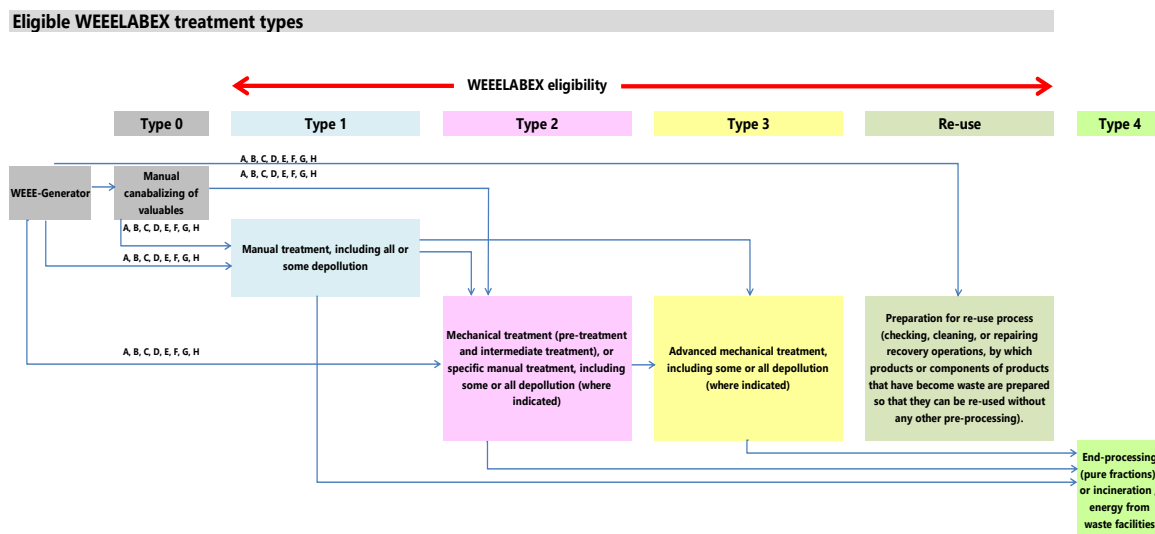 Eligible WEEELABEX treatment types
WEEELABEX eligibility
Type 0
Type 1
Type 2
Type 3
Re-use
Type 4
A, B, C, D, E, F, G, H
A, B, C, D, E, F, G, H
WEEE-Generator
Manual
canabalizing of
valuables
A, B, C, D, E, F, G, H
A, B, C, D, E, F, G, H
Manual treatment, including all or
some depollution
A, B, C, D, E, F, G, H
Mechanical treatment (pre-treatment
and intermediate treatment), or
specific manual treatment, including
some or all depollution (where
indicated)
Advanced mechanical treatment,
including some or all depollution
(where indicated)
Preparation for re-use process
(checking, cleaning, or repairing
recovery operations, by which
products or components of products
that have become waste are prepared
so that they can be re-used without
any other pre-processing).
End-processing
(pure fractions)
or incineration ,
energy from
waste facilities